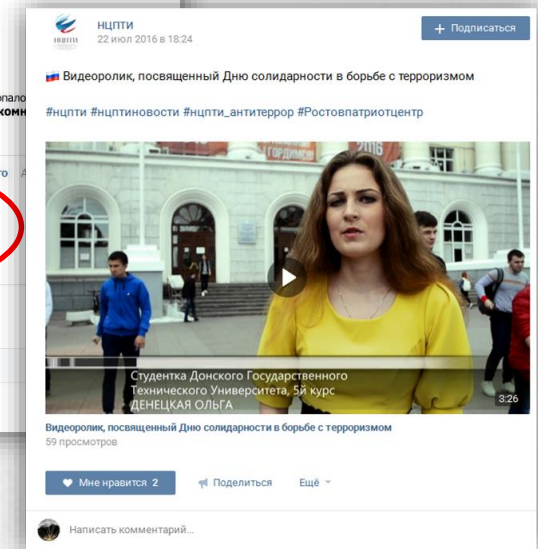 нцпти
НЦПТИ
22 июл 2016 в 18:24
+ Подписаться
Видеоролик, посвященный Дню солидарности в борьбе с терроризмом
#нцпти #нцптиновости #нцпти_антитеррор #Ростовпатриотцентр
ГОРДИМСЯ!
2016
Студентка Донского Государственного
Технического Университета, 5й курс
ДЕНЕЦКАЯ ОЛЬГА
3:26
Видеоролик, посвященный Дню солидарности в борьбе с терроризмом
59 просмотров
Мне нравится 2
Поделиться
Ещё
Написать комментарий...